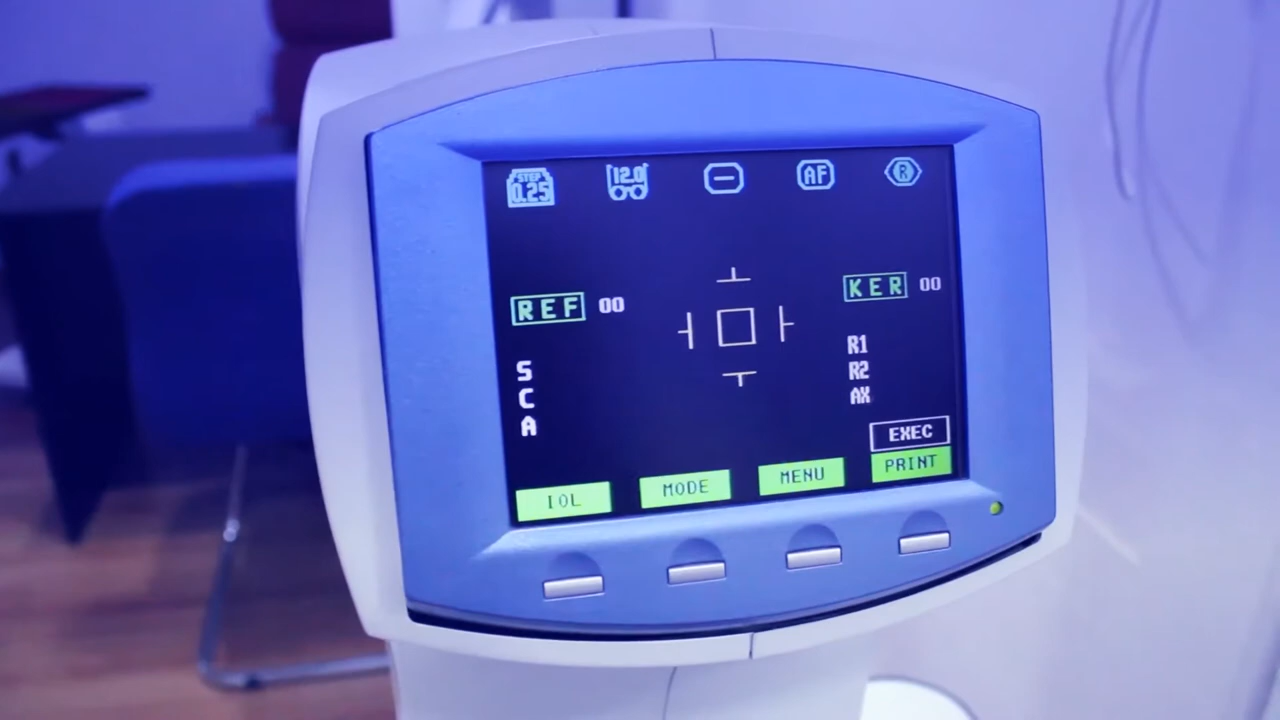 STEP 0.25
12.0
AF
R
REF 00
KER 00
S
C
A
R1
R2
AX
EXEC
IOL
MODE
MENU
PRINT